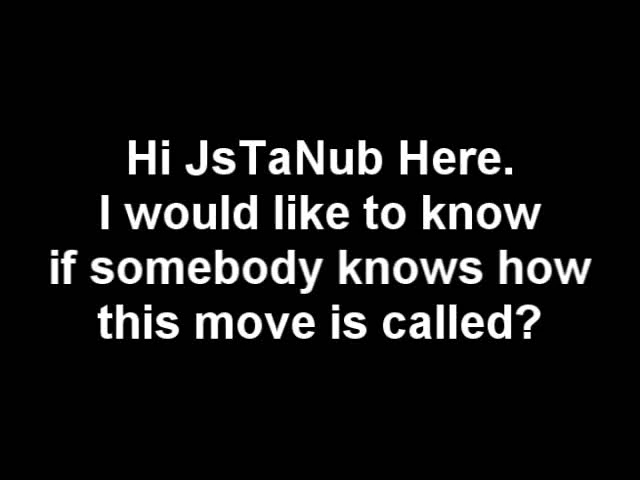 Hi JsTaNub Here.
I would like to know
if somebody knows how
this move is called?